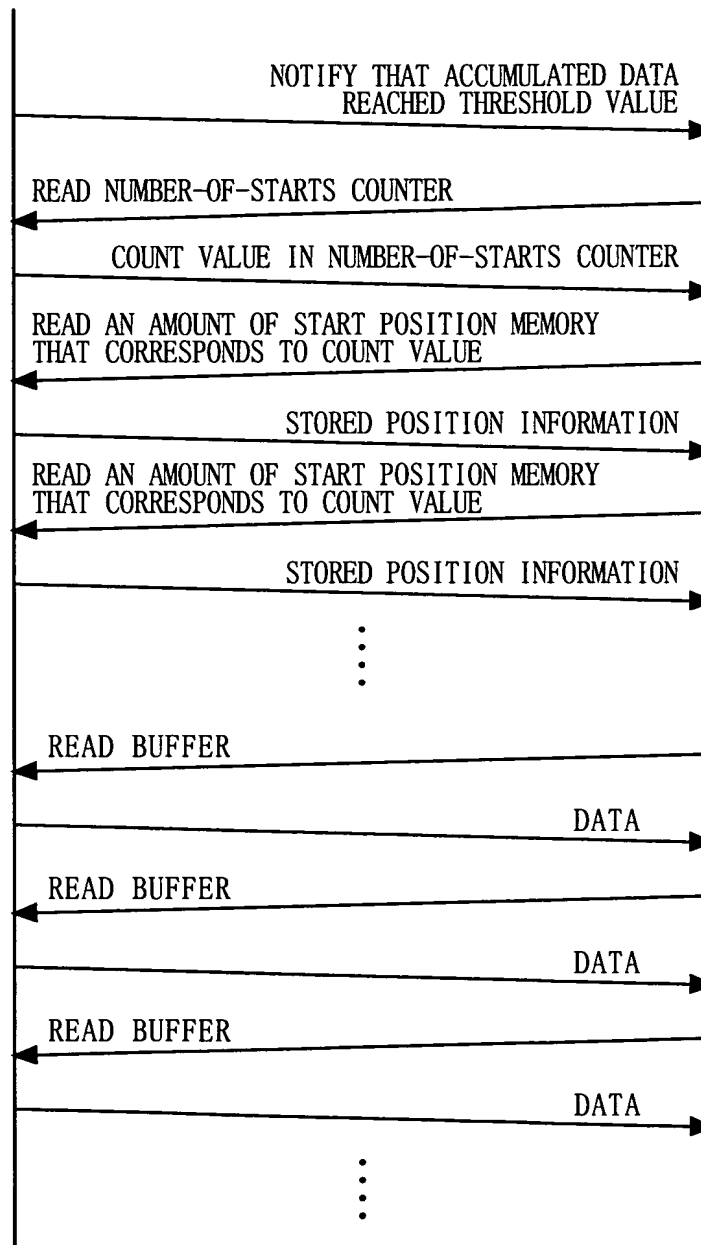 NOTIFY THAT ACCUMULATED DATA
REACHED THRESHOLD VALUE
READ NUMBER-OF-STARTS COUNTER
COUNT VALUE IN NUMBER-OF-STARTS COUNTER
READ AN AMOUNT OF START POSITION MEMORY
THAT CORRESPONDS TO COUNT VALUE
STORED POSITION INFORMATION
READ AN AMOUNT OF START POSITION MEMORY
THAT CORRESPONDS TO COUNT VALUE
STORED POSITION INFORMATION
READ BUFFER
DATA
READ BUFFER
DATA
READ BUFFER
DATA